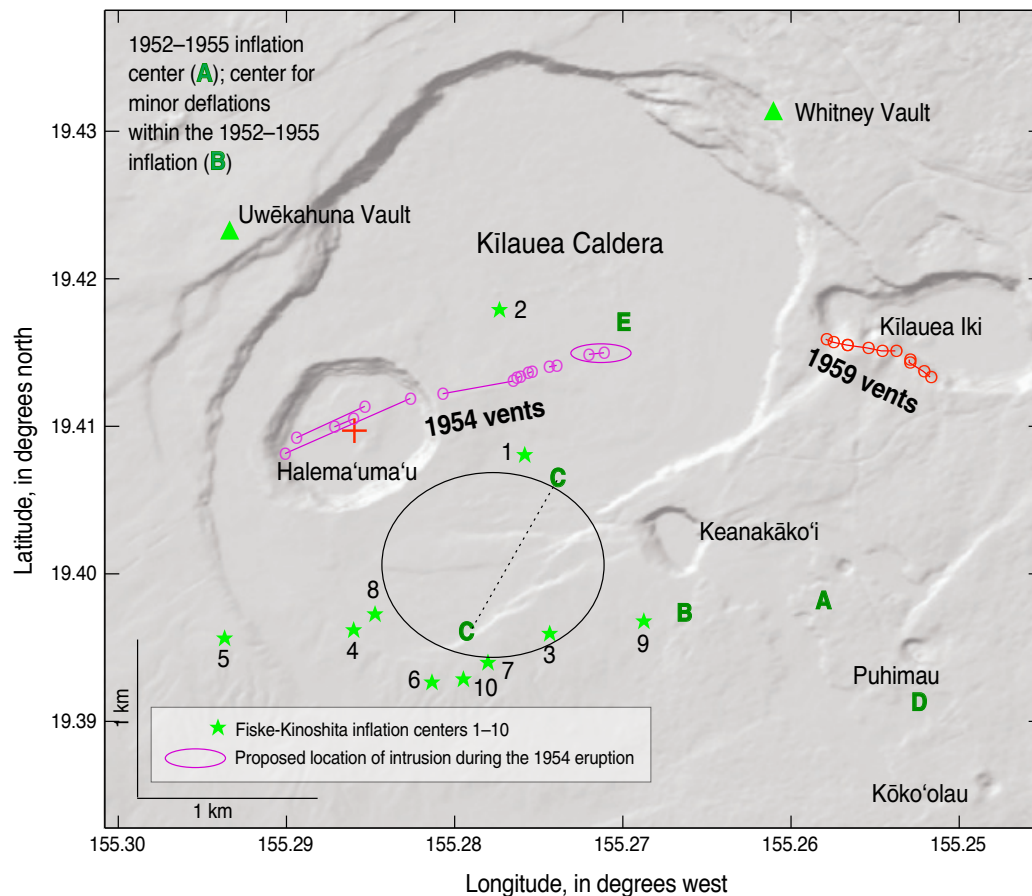 1952–1955 inflation
center (A); center for
minor deflations
within the 1952–1955
inflation (B)
Whitney Vault
Uwēkahuna Vault
Kīlauea Caldera
2
E
Kīlauea Iki
1959 vents
1954 vents
1
C
Halemaʻumaʻu
Keanakākoʻi
8
A
B
C
5
4
3
9
7
6
10
Puhimau
D
Kōkoʻolau
1 km
1 km
Fiske-Kinoshita inflation centers 1–10
Proposed location of intrusion during the 1954 eruption
19.43
19.42
19.41
19.40
19.39
Latitude, in degrees north
155.30
155.29
155.28
155.27
155.26
155.25
Longitude, in degrees west